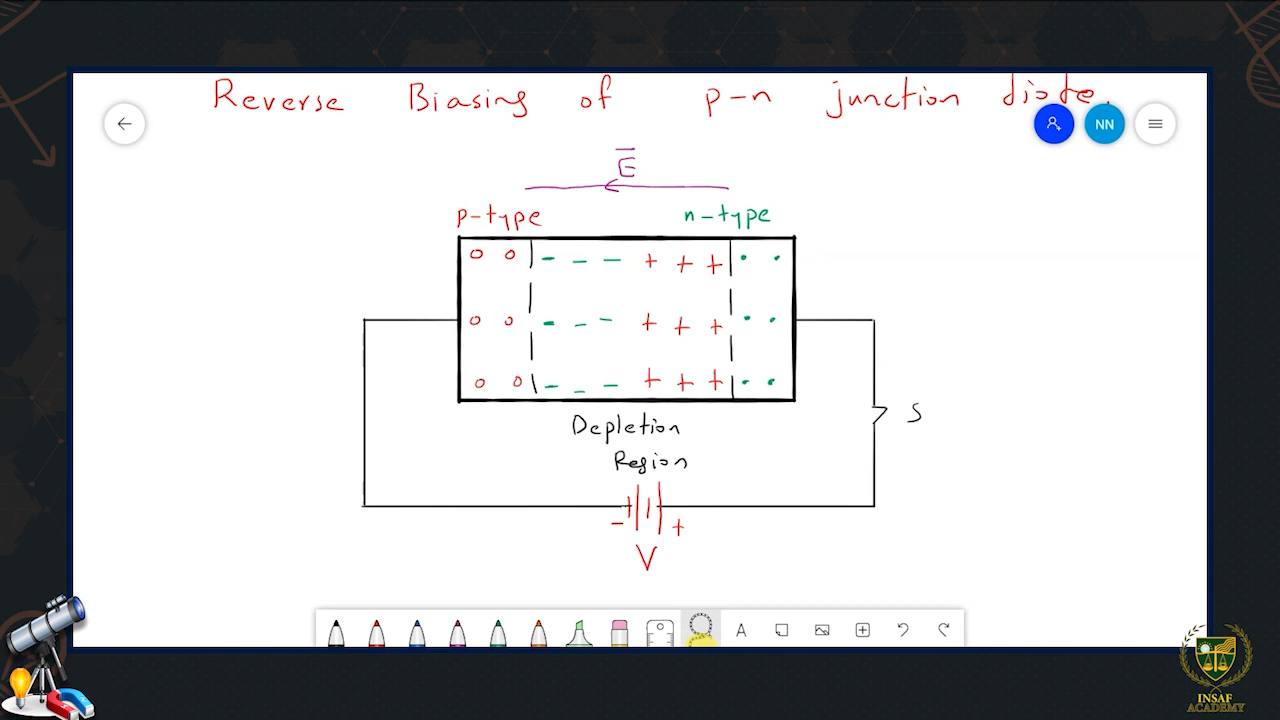 Reverse Biasing of p-n junction diode.
NN
E
p-type n-type
o o - - - + + + . .
o o - - - + + + . .
o o - - - + + + . .
Depletion
Region
S
- +
V
A
INSAF
ACADEMY